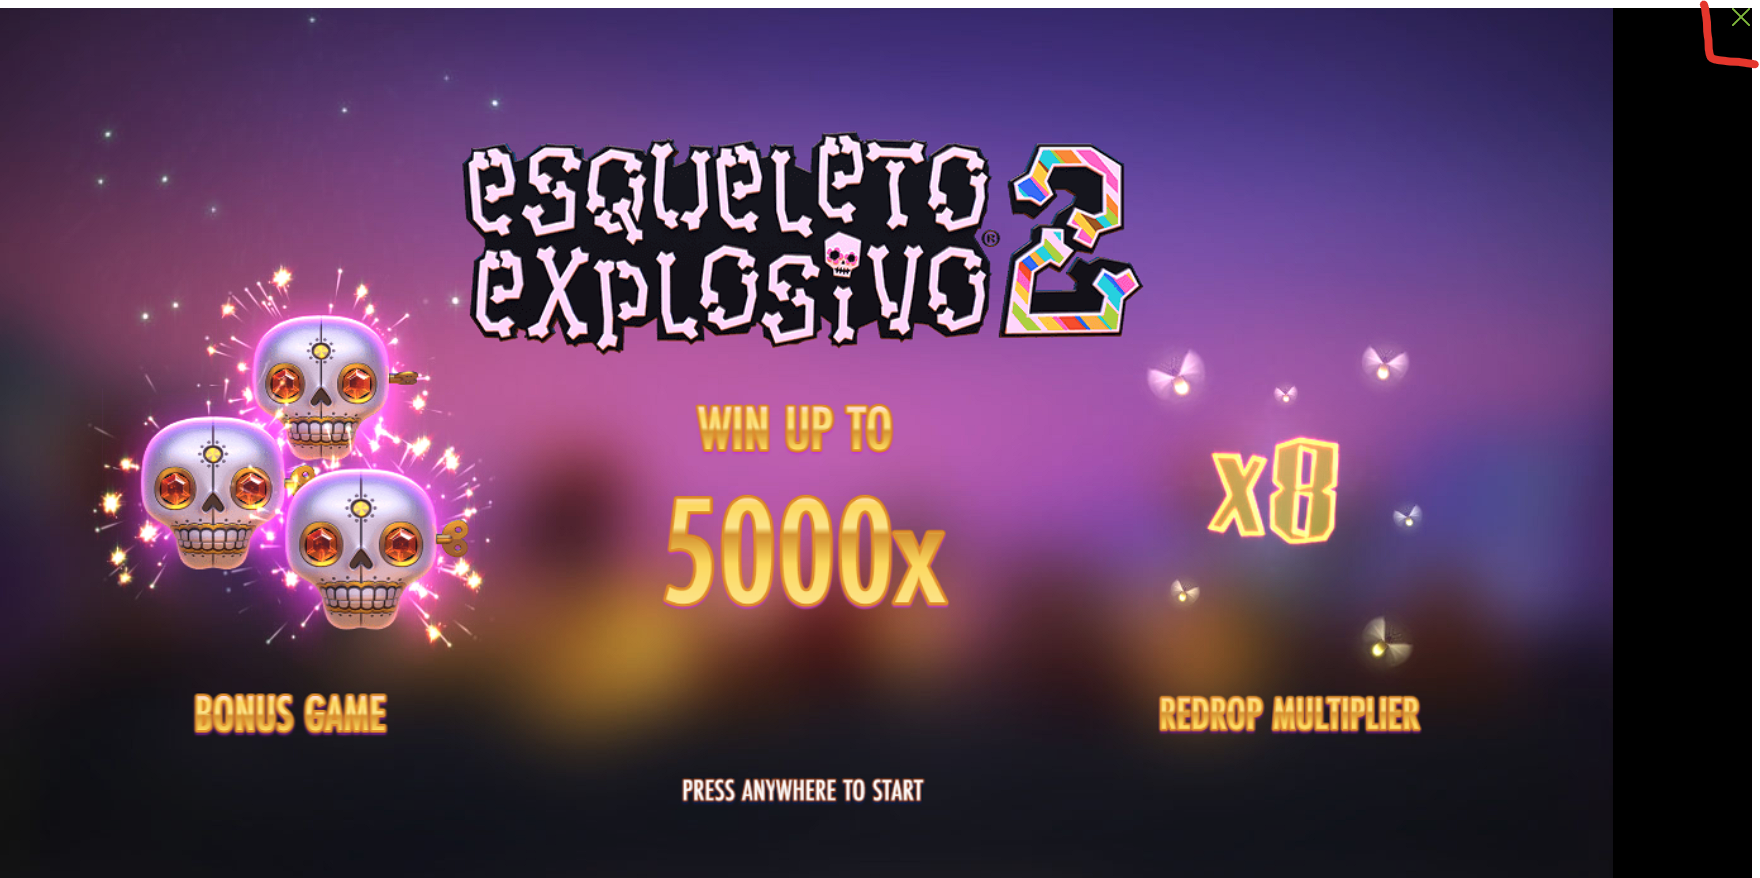 esqueleto 2
explosivo ®
WIN UP TO
5000x
x8
BONUS GAME
REDROP MULTIPLIER
PRESS ANYWHERE TO START